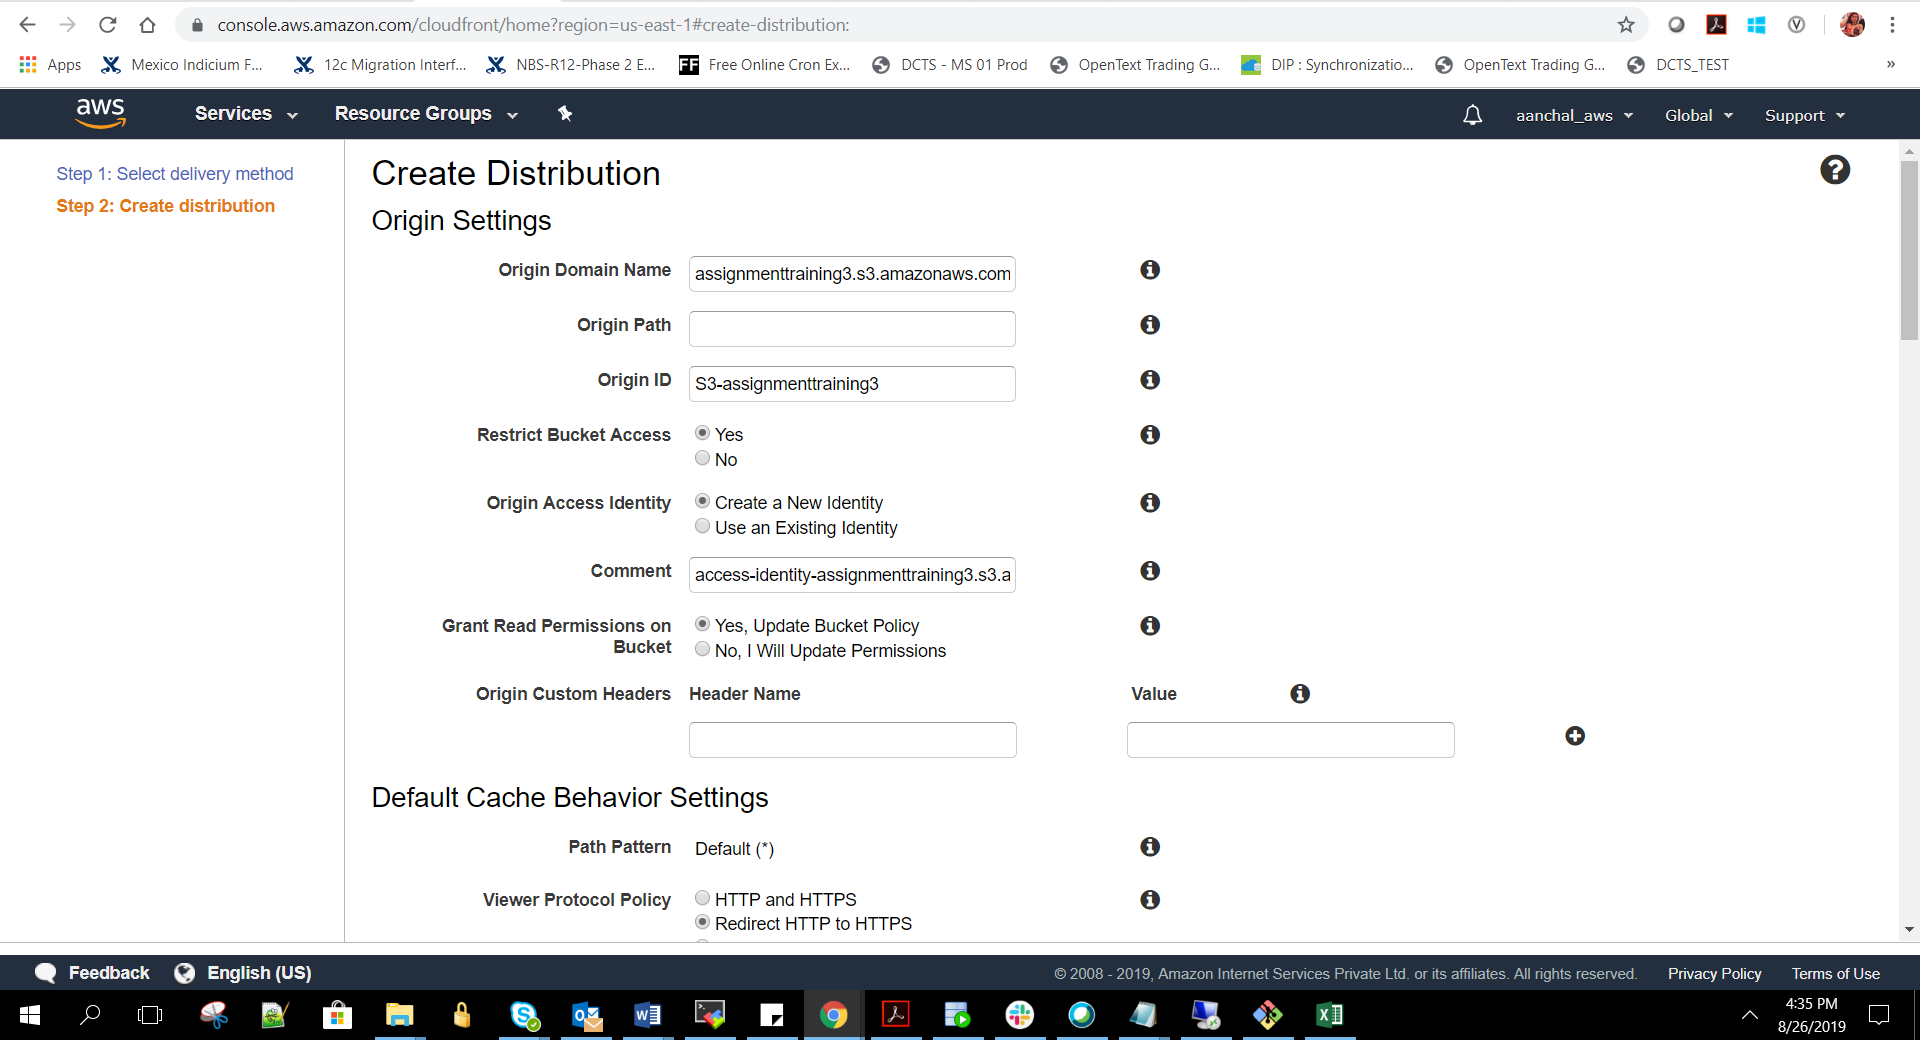 console.aws.amazon.com/cloudfront/home?region=us-east-1#create-distribution:
Apps Mexico Indicium F... 12c Migration Interf... NBS-R12-Phase 2 E... FF Free Online Cron Ex... DCTS - MS 01 Prod OpenText Trading G... DIP : Synchronizatio... OpenText Trading G... DCTS_TEST »
aws Services Resource Groups aanchal_aws Global Support
Step 1: Select delivery method
Step 2: Create distribution
Create Distribution
Origin Settings
Origin Domain Name assignmenttraining3.s3.amazonaws.com
Origin Path
Origin ID S3-assignmenttraining3
Restrict Bucket Access Yes
No
Origin Access Identity Create a New Identity
Use an Existing Identity
Comment access-identity-assignmenttraining3.s3.a
Grant Read Permissions on Bucket Yes, Update Bucket Policy
No, I Will Update Permissions
Origin Custom Headers Header Name Value
Default Cache Behavior Settings
Path Pattern Default (*)
Viewer Protocol Policy HTTP and HTTPS
Redirect HTTP to HTTPS
Feedback English (US) © 2008 - 2019, Amazon Internet Services Private Ltd. or its affiliates. All rights reserved. Privacy Policy Terms of Use
4:35 PM
8/26/2019